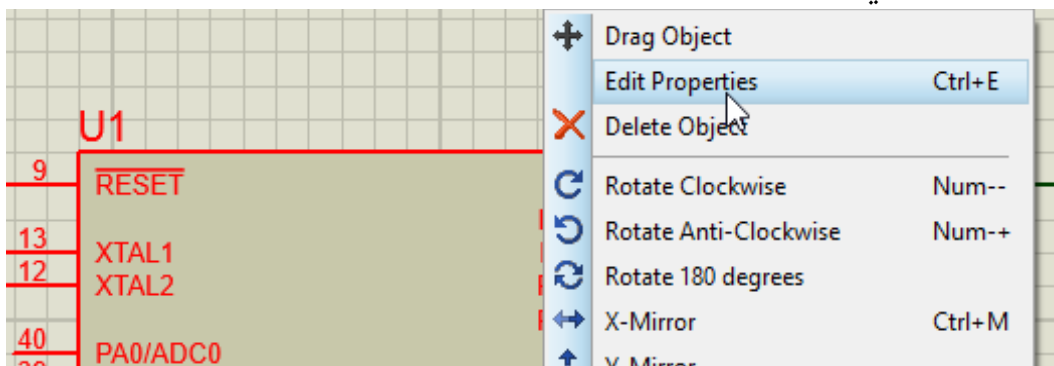 Drag Object
Edit Properties Ctrl+E
Delete Object
U1
9 RESET
Rotate Clockwise Num--
13 XTAL1
Rotate Anti-Clockwise Num-+
12 XTAL2
Rotate 180 degrees
X-Mirror Ctrl+M
40 PA0/ADC0
Y-Mirror